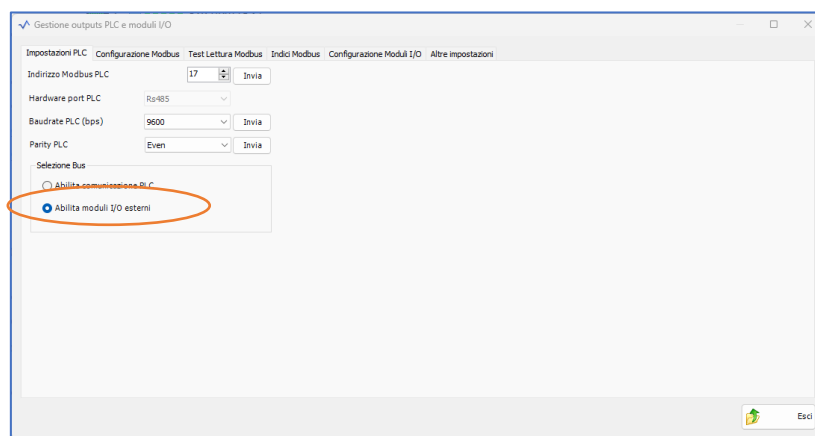 Gestione outputs PLC e moduli I/O
Impostazioni PLC Configurazione Modbus Test Lettura Modbus Indici Modbus Configurazione Moduli I/O Altre impostazioni
Indirizzo Modbus PLC 17 Invia
Hardware port PLC Rs485
Baudrate PLC (bps) 9600 Invia
Parity PLC Even Invia
Selezione Bus
Abilita comunicazione PLC
Abilita moduli I/O esterni
Esci